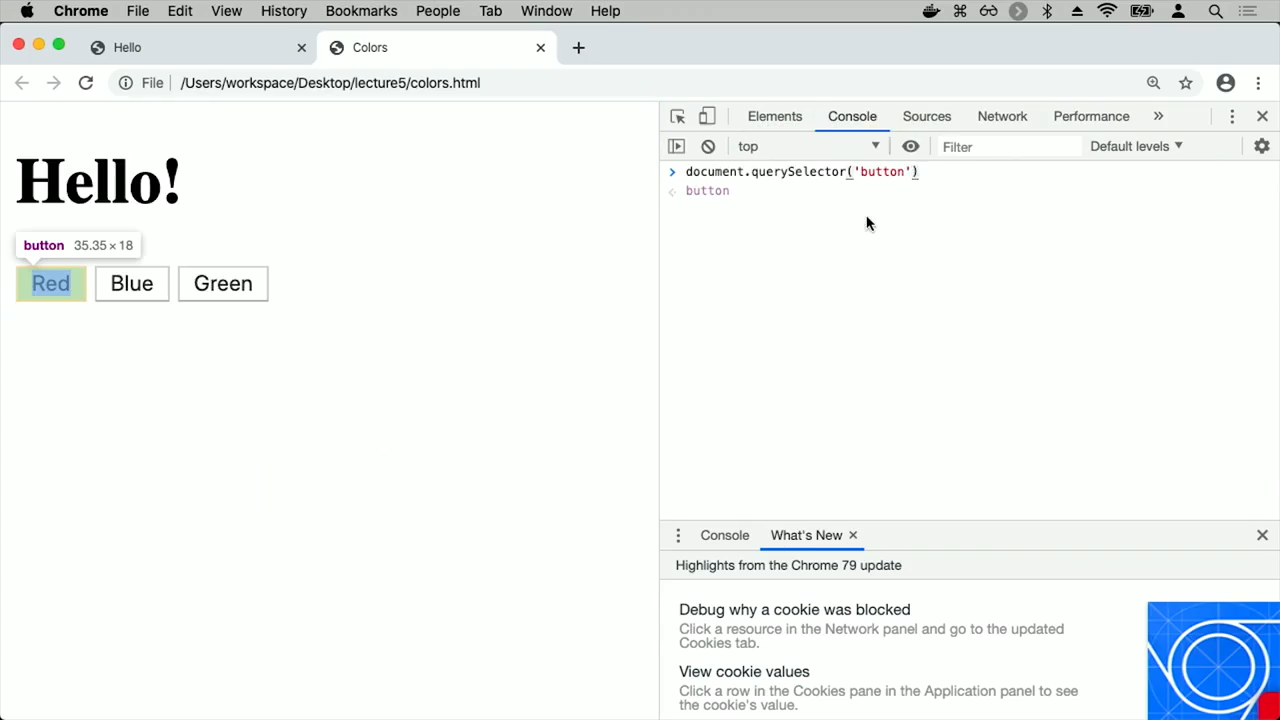 Chrome File Edit View History Bookmarks People Tab Window Help
Hello
Colors
File /Users/workspace/Desktop/lecture5/colors.html
Elements Console Sources Network Performance
top Filter Default levels
Hello!
document.querySelector('button')
button
button 35.35 × 18
Red Blue Green
Console What's New
Highlights from the Chrome 79 update
Debug why a cookie was blocked
Click a resource in the Network panel and go to the updated
Cookies tab.
View cookie values
Click a row in the Cookies pane in the Application panel to see
the cookie's value.